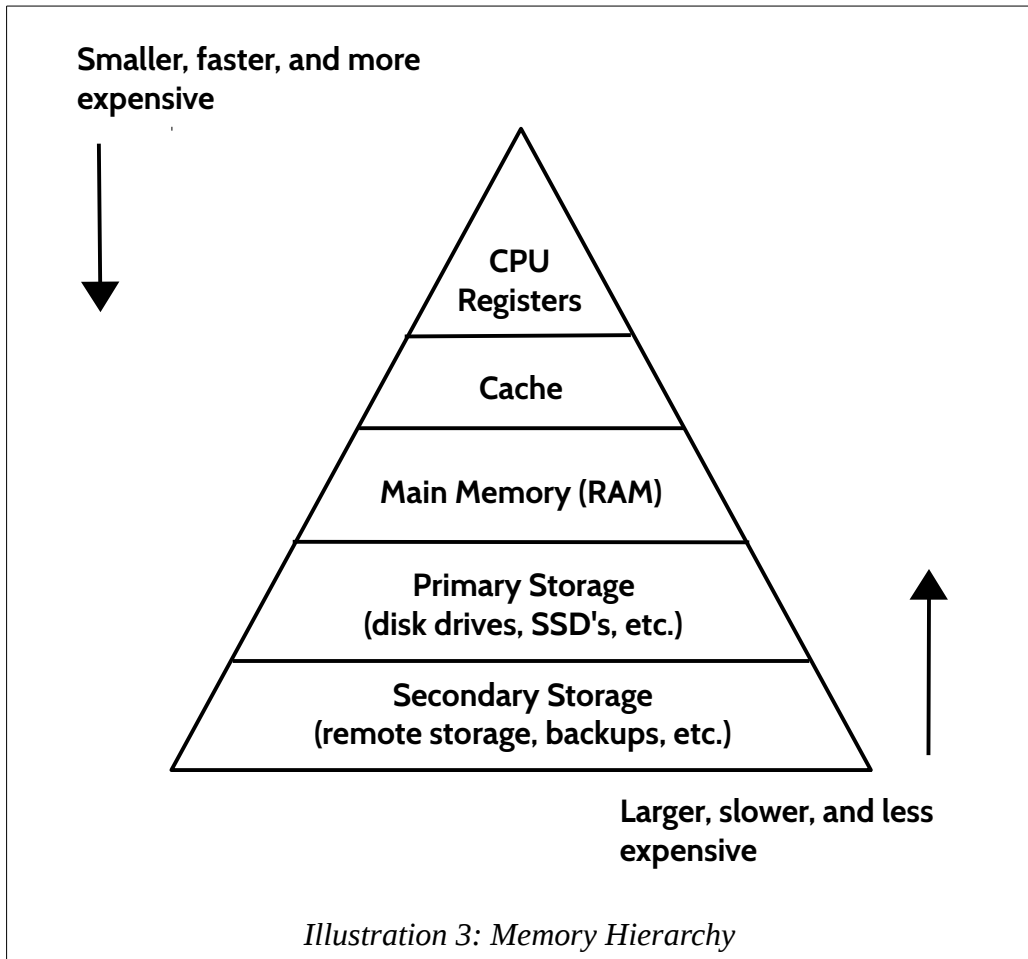 Smaller, faster, and more
expensive
CPU
Registers
Cache
Main Memory (RAM)
Primary Storage
(disk drives, SSD's, etc.)
Secondary Storage
(remote storage, backups, etc.)
Larger, slower, and less
expensive
Illustration 3: Memory Hierarchy